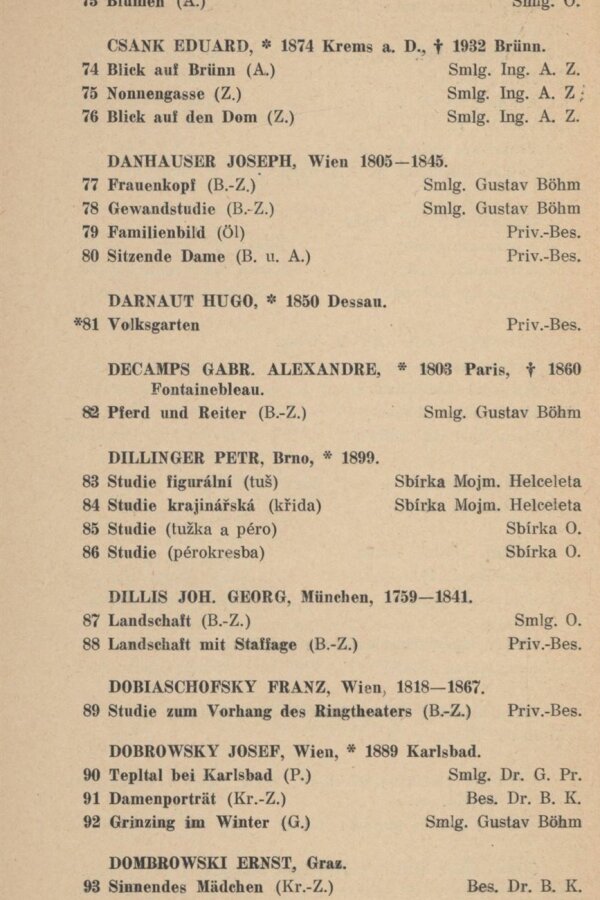 75 Blumen (A.) Smlg. O.
CSANK EDUARD, * 1874 Krems a. D., † 1932 Brünn.
74 Blick auf Brünn (A.) Smlg. Ing. A. Z.
75 Nonnengasse (Z.) Smlg. Ing. A. Z.
76 Blick auf den Dom (Z.) Smlg. Ing. A. Z.
DANHAUSER JOSEPH, Wien 1805—1845.
77 Frauenkopf (B.-Z.) Smlg. Gustav Böhm
78 Gewandstudie (B.-Z.) Smlg. Gustav Böhm
79 Familienbild (Öl) Priv.-Bes.
80 Sitzende Dame (B. u. A.) Priv.-Bes.
DARNAUT HUGO, * 1850 Dessau.
*81 Volksgarten Priv.-Bes.
DECAMPS GABR. ALEXANDRE, * 1803 Paris, † 1860
Fontainebleau.
82 Pferd und Reiter (B.-Z.) Smlg. Gustav Böhm
DILLINGER PETR, Brno, * 1899.
83 Studie figurální (tuš) Sbírka Mojm. Helceleta
84 Studie krajinářská (křida) Sbírka Mojm. Helceleta
85 Studie (tužka a péro) Sbírka O.
86 Studie (pérokresba) Sbírka O.
DILLIS JOH. GEORG, München, 1759—1841.
87 Landschaft (B.-Z.) Smlg. O.
88 Landschaft mit Staffage (B.-Z.) Priv.-Bes.
DOBIASCHOFSKY FRANZ, Wien, 1818—1867.
89 Studie zum Vorhang des Ringtheaters (B.-Z.) Priv.-Bes.
DOBROWSKY JOSEF, Wien, * 1889 Karlsbad.
90 Tepltal bei Karlsbad (P.) Smlg. Dr. G. Pr.
91 Damenporträt (Kr.-Z.) Bes. Dr. B. K.
92 Grinzing im Winter (G.) Smlg. Gustav Böhm
DOMBROWSKI ERNST, Graz.
93 Sinnendes Mädchen (Kr.-Z.) Bes. Dr. B. K.